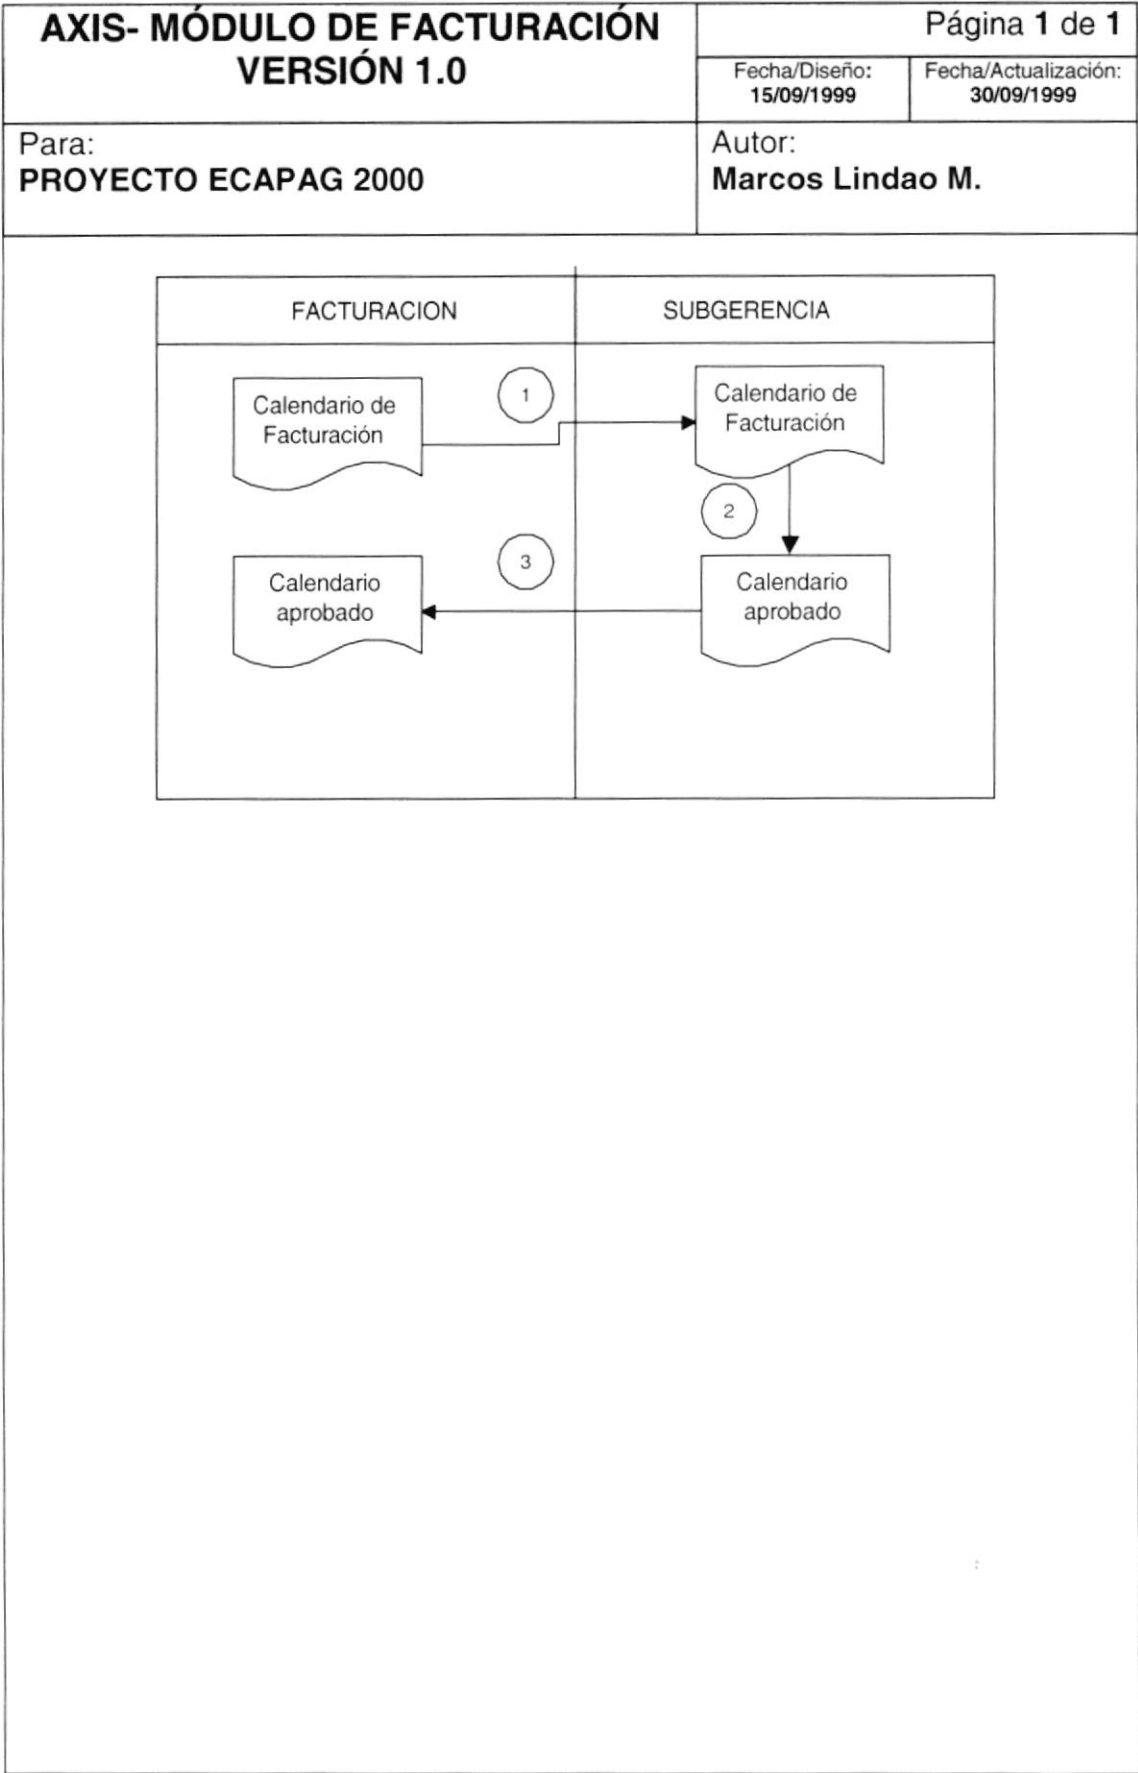 AXIS- MÓDULO DE FACTURACIÓN
VERSIÓN 1.0
Página 1 de 1
Fecha/Diseño:
15/09/1999
Fecha/Actualización:
30/09/1999
Para:
PROYECTO ECAPAG 2000
Autor:
Marcos Lindao M.
FACTURACION
SUBGERENCIA
Calendario de
Facturación
1
Calendario de
Facturación
2
3
Calendario
aprobado
Calendario
aprobado